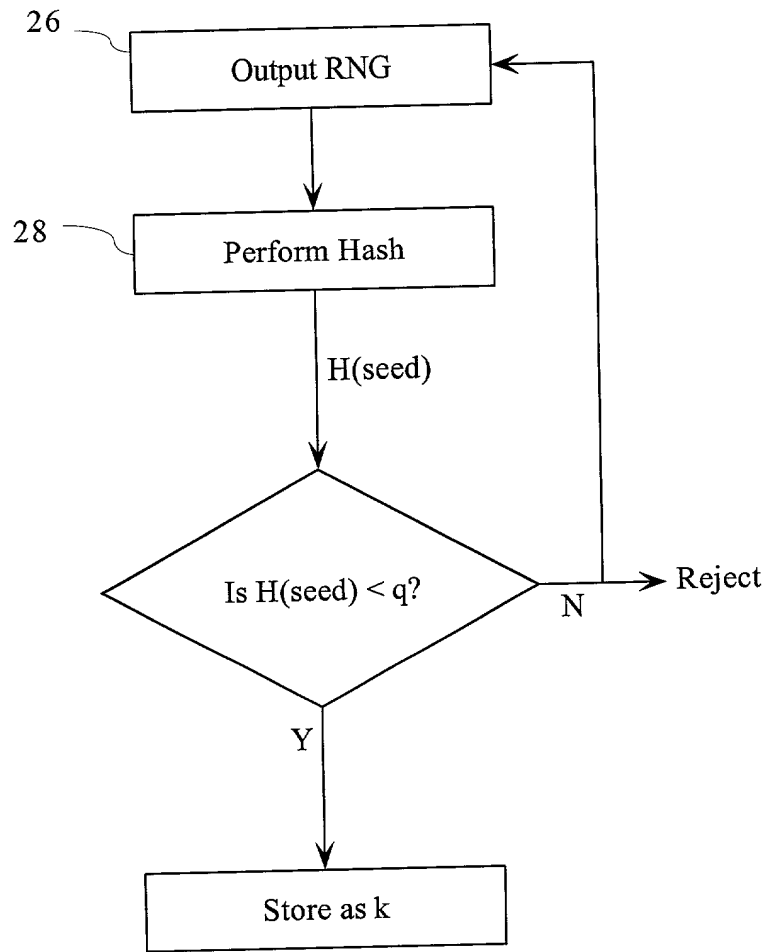 26
Output RNG
28
Perform Hash
H(seed)
Is H(seed) < q?
N
Reject
Y
Store as k